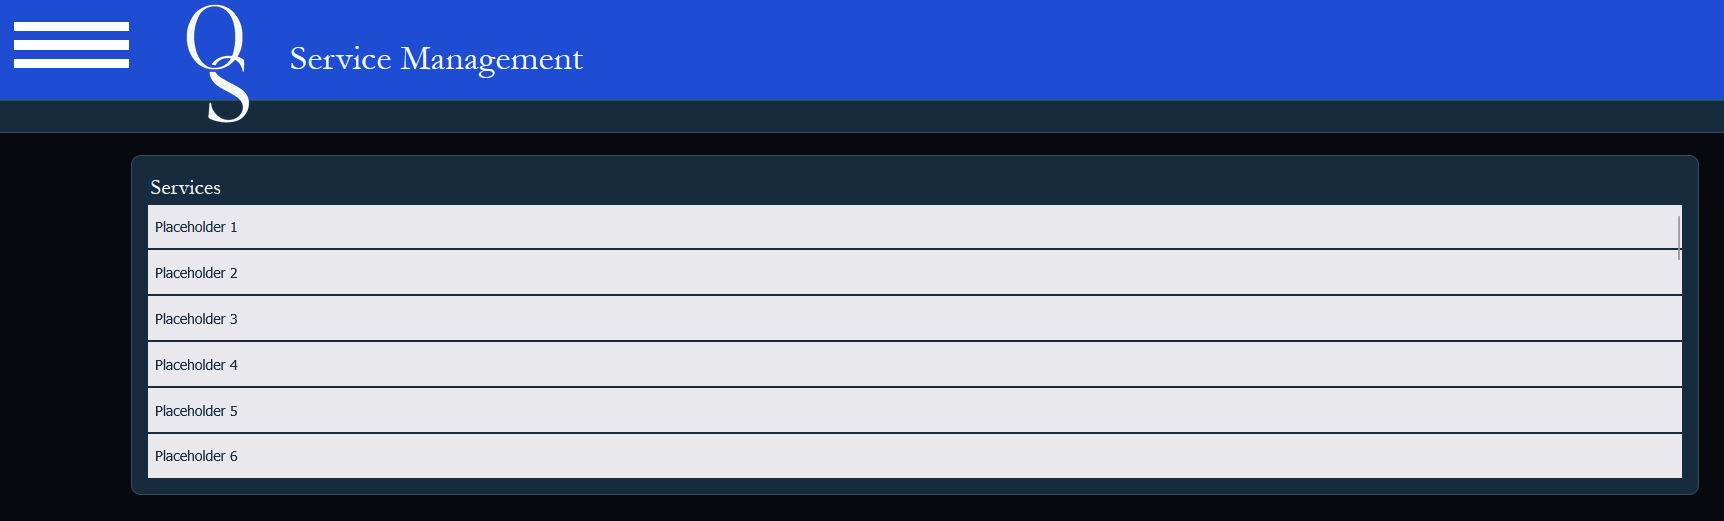 QS
Service Management
Services
Placeholder 1
Placeholder 2
Placeholder 3
Placeholder 4
Placeholder 5
Placeholder 6